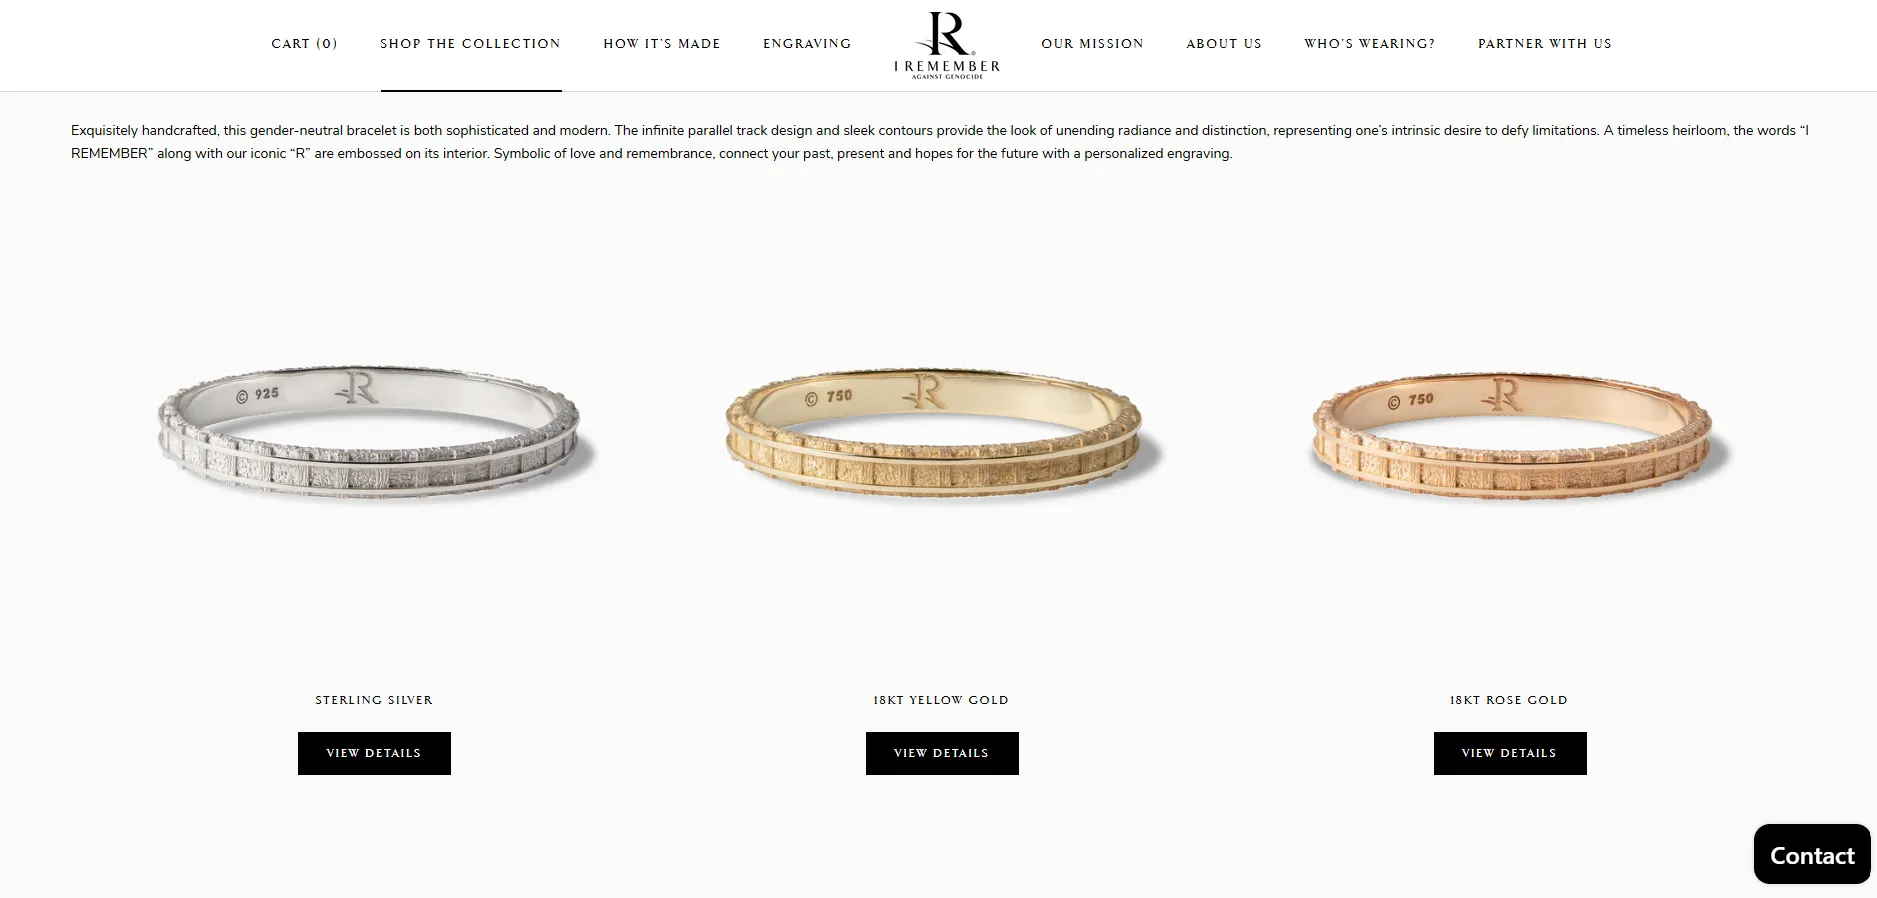 CART (0)
SHOP THE COLLECTION
HOW IT'S MADE
ENGRAVING
R®
I REMEMBER
AGAINST GENOCIDE
OUR MISSION
ABOUT US
WHO'S WEARING?
PARTNER WITH US
Exquisitely handcrafted, this gender-neutral bracelet is both sophisticated and modern. The infinite parallel track design and sleek contours provide the look of unending radiance and distinction, representing one’s intrinsic desire to defy limitations. A timeless heirloom, the words “I
REMEMBER” along with our iconic “R” are embossed on its interior. Symbolic of love and remembrance, connect your past, present and hopes for the future with a personalized engraving.
© 925 R
© 750 R
© 750 R
STERLING SILVER
18KT YELLOW GOLD
18KT ROSE GOLD
VIEW DETAILS
VIEW DETAILS
VIEW DETAILS
Contact